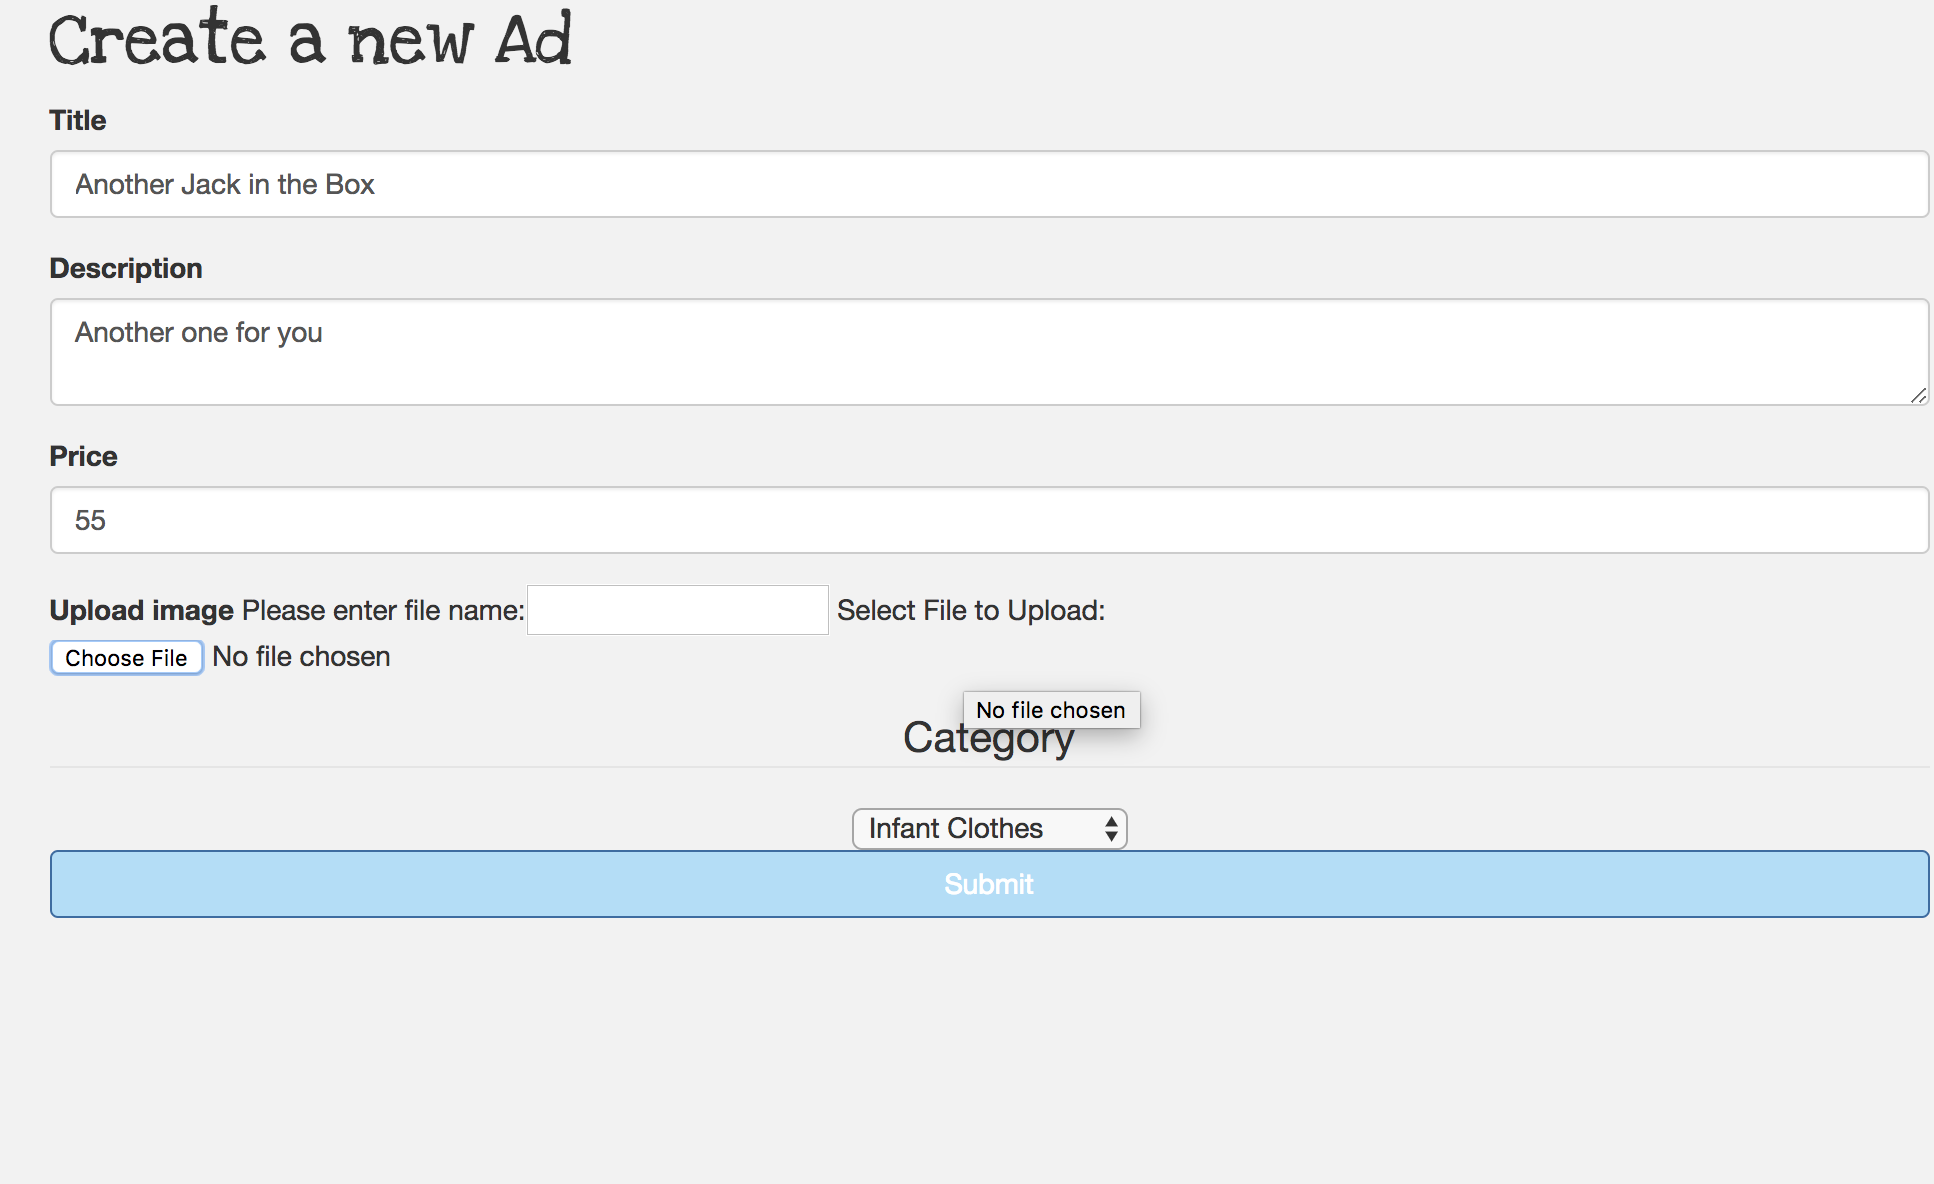 Create a new Ad
Title
Another Jack in the Box
Description
Another one for you
Price
55
Upload image Please enter file name: Select File to Upload:
Choose File No file chosen
No file chosen
Category
Infant Clothes
Submit